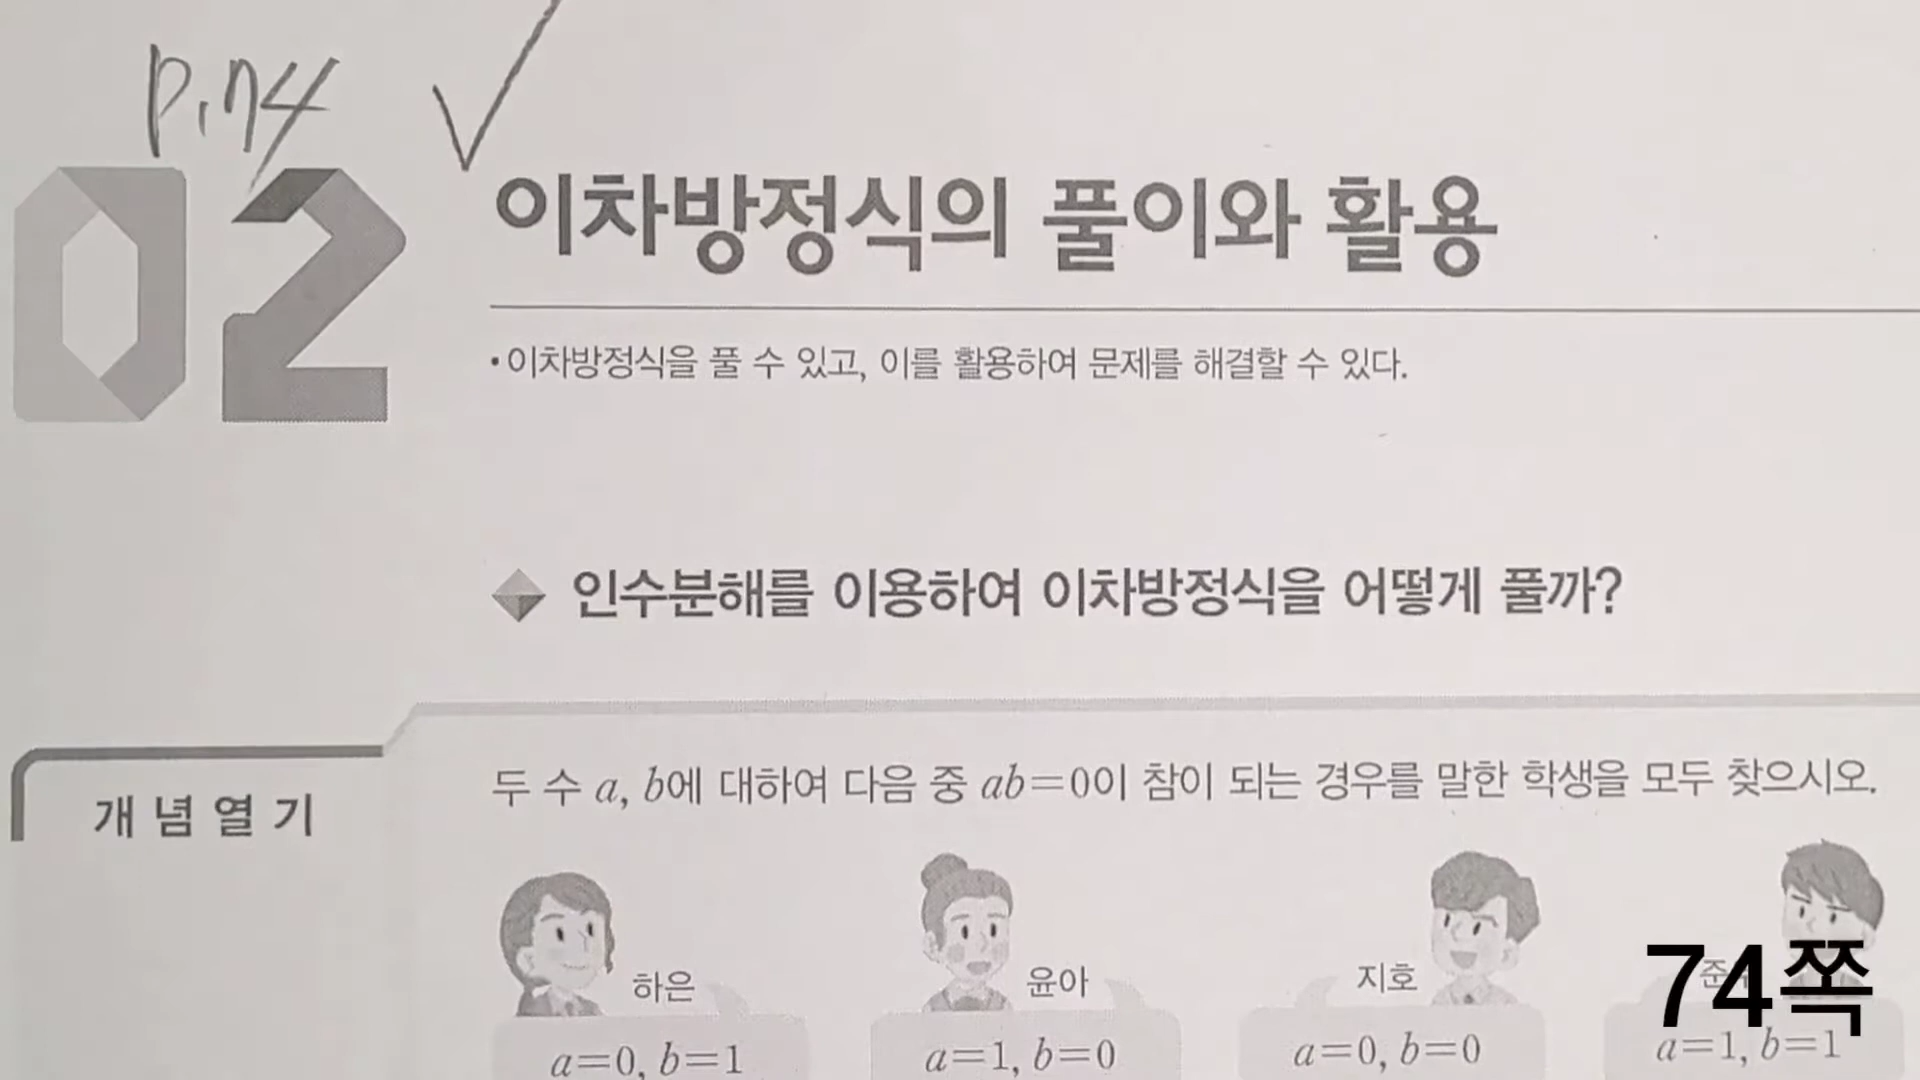 P.74
02
이차방정식의 풀이와 활용
• 이차방정식을 풀 수 있고, 이를 활용하여 문제를 해결할 수 있다.
인수분해를 이용하여 이차방정식을 어떻게 풀까?
개념열기
두 수 a, b에 대하여 다음 중 ab=0이 참이 되는 경우를 말한 학생을 모두 찾으시오.
하은
윤아
지호
a=0, b=1
a=1, b=0
a=0, b=0
a=1, b=1
74쪽